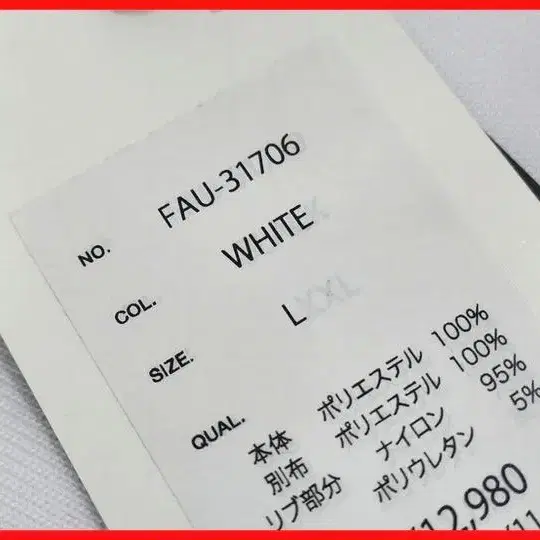 NO. FAU-31706
COL. WHITE
SIZE. L
QUAL. 本体 ポリエステル 100%
別布 ポリエステル 100%
リブ部分 ナイロン 95%
ポリウレタン 5%
¥12,980